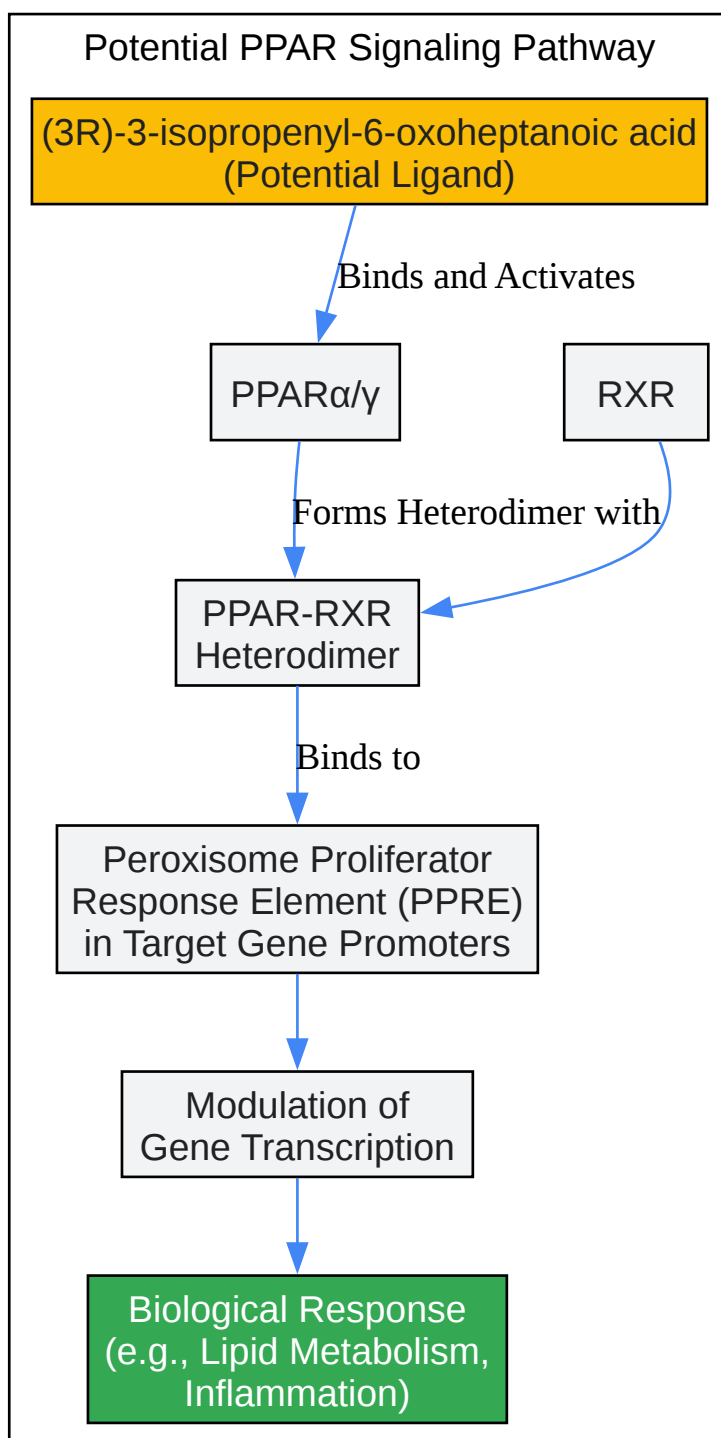 Potential PPAR Signaling Pathway
(3R)-3-isopropenyl-6-oxoheptanoic acid
(Potential Ligand)
Binds and Activates
PPARα/γ
RXR
Forms Heterodimer with
PPAR-RXR
Heterodimer
Binds to
Peroxisome Proliferator
Response Element (PPRE)
in Target Gene Promoters
Modulation of
Gene Transcription
Biological Response
(e.g., Lipid Metabolism,
Inflammation)